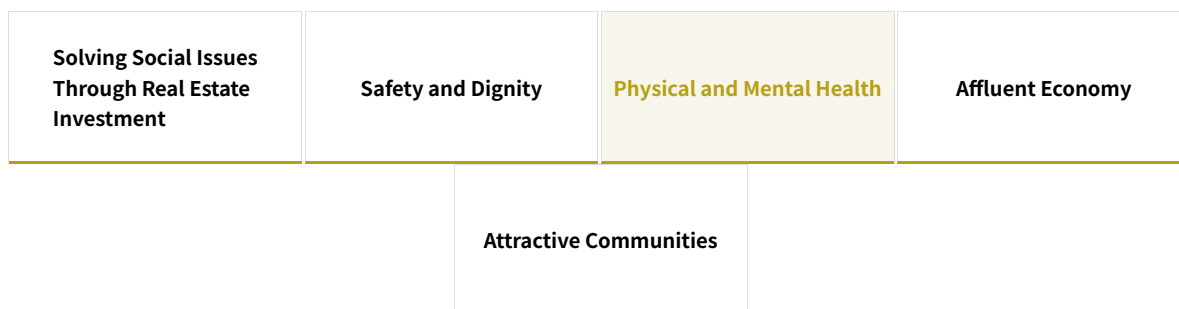 Solving Social Issues
Through Real Estate
Investment
Safety and Dignity
Physical and Mental Health
Affluent Economy
Attractive Communities